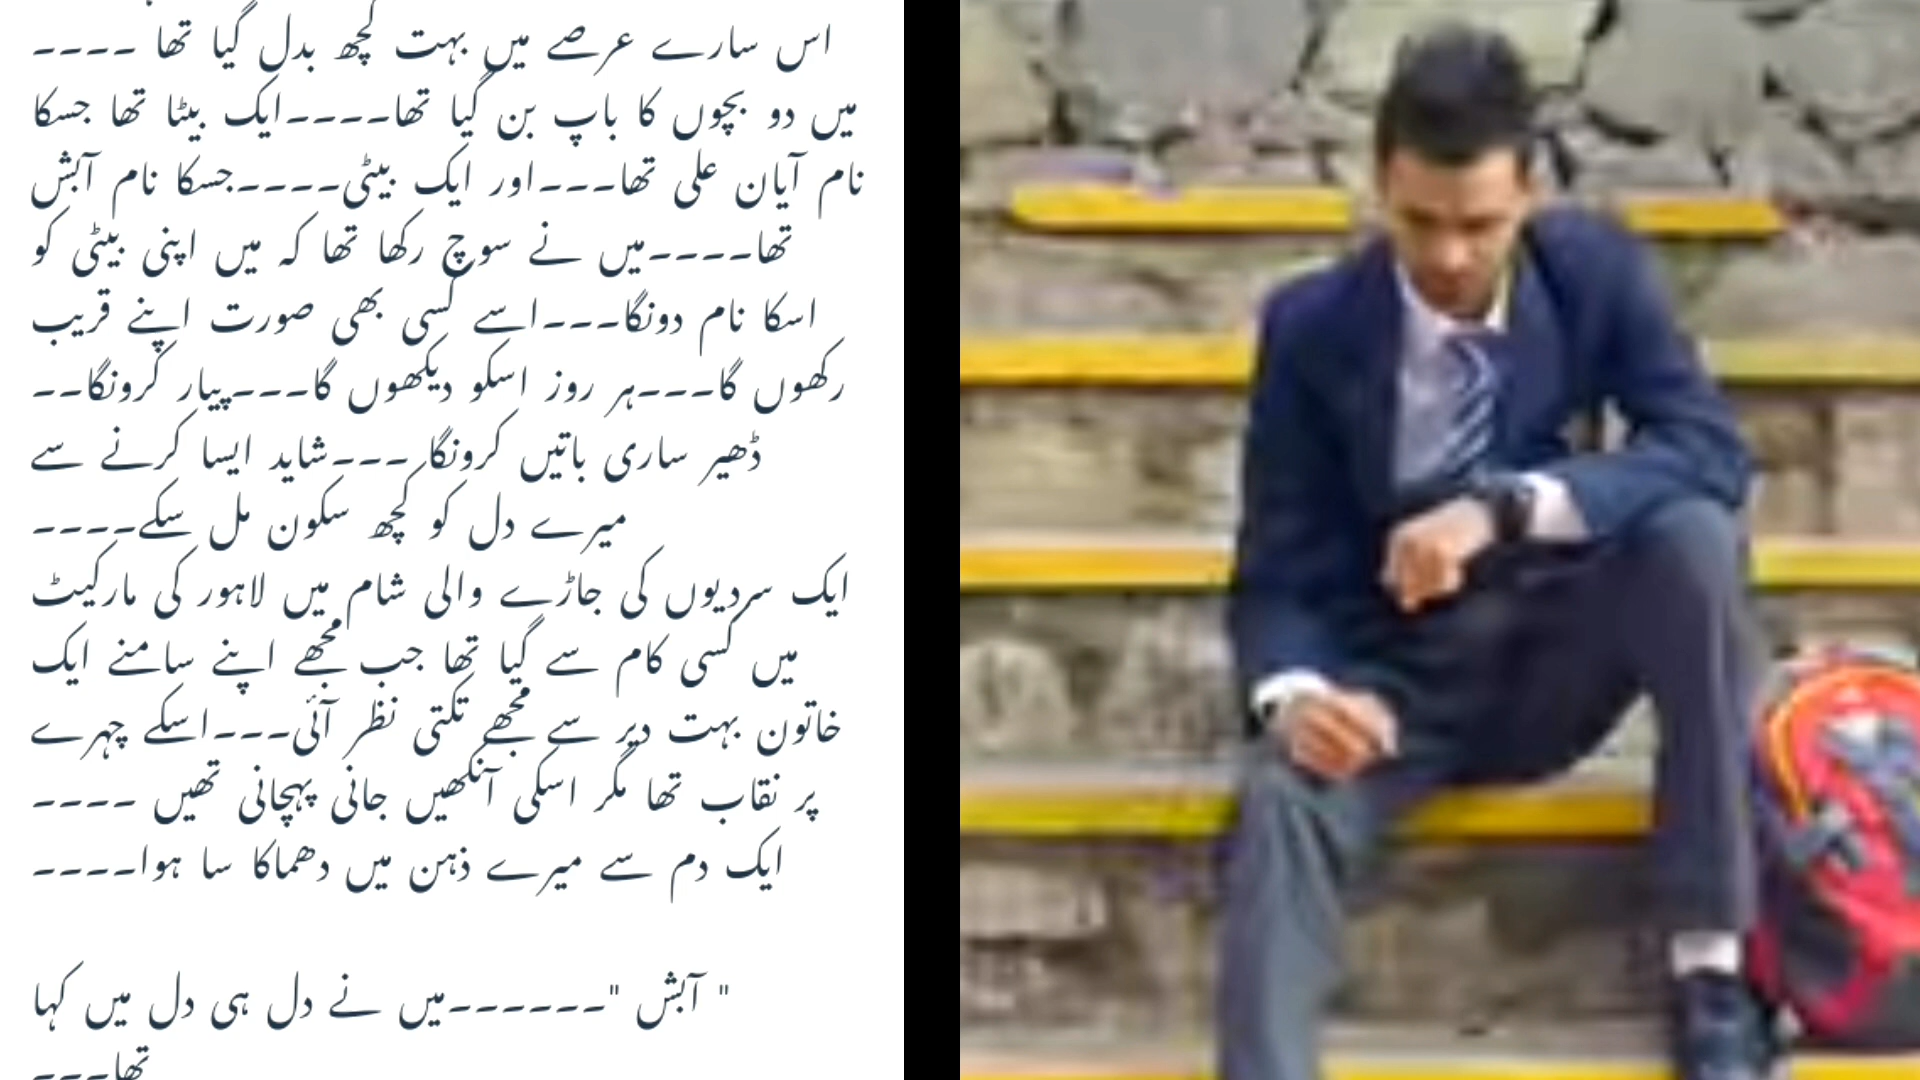 اس سارے عرصے میں بہت کچھ بدل گیا تھا ----
میں دو بچوں کا باپ بن گیا تھا----ایک بیٹا تھا جسکا
نام آیان علی تھا---اور ایک بیٹی----جسکا نام آبش
تھا----میں نے سوچ رکھا تھا کہ میں اپنی بیٹی کو
اسکا نام دونگا---اسے کسی بھی صورت اپنے قریب
رکھوں گا---ہر روز اسکو دیکھوں گا---پیار کرونگا--
ڈھیر ساری باتیں کرونگا ---شاید ایسا کرنے سے
میرے دل کو کچھ سکون مل سکے----
ایک سردیوں کی جاڑے والی شام میں لاہور کی مارکیٹ
میں کسی کام سے گیا تھا جب مجھے اپنے سامنے ایک
خاتون بہت دیر سے مجھے تکتی نظر آئی---اسکے چہرے
پر نقاب تھا مگر اسکی آنکھیں جانی پہچانی تھیں ----
ایک دم سے میرے ذہن میں دھماکا سا ہوا----
" آبش "------میں نے دل ہی دل میں کہا
تھا---